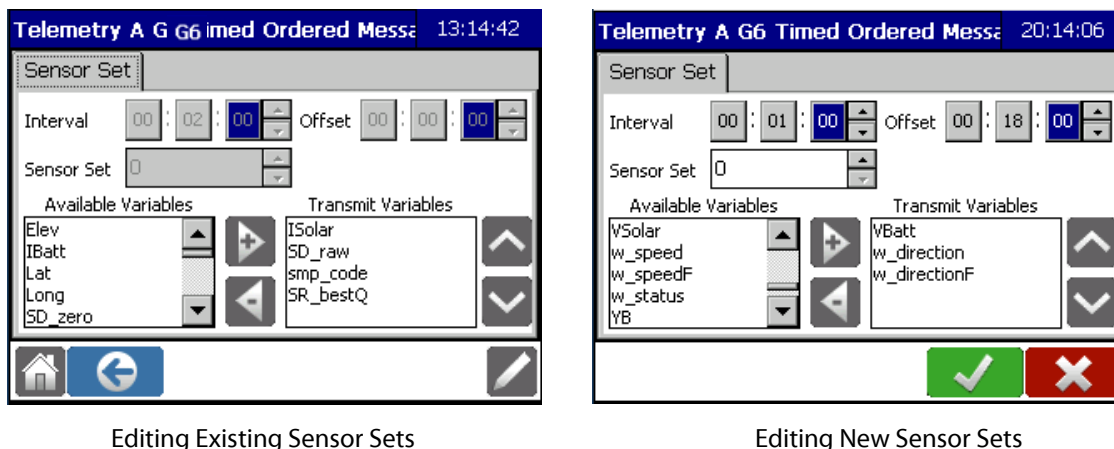 Telemetry A G G6 imed Ordered Messa 13:14:42
Sensor Set
Interval 00 : 02 : 00 Offset 00 : 00 : 00
Sensor Set 0
Available Variables Transmit Variables
Elev
IBatt
Lat
Long
SD_zero
ISolar
SD_raw
smp_code
SR_bestQ
Editing Existing Sensor Sets
Telemetry A G6 Timed Ordered Messa 20:14:06
Sensor Set
Interval 00 : 01 : 00 Offset 00 : 18 : 00
Sensor Set 0
Available Variables Transmit Variables
VSolar
w_speed
w_speedF
w_status
YB
VBatt
w_direction
w_directionF
Editing New Sensor Sets